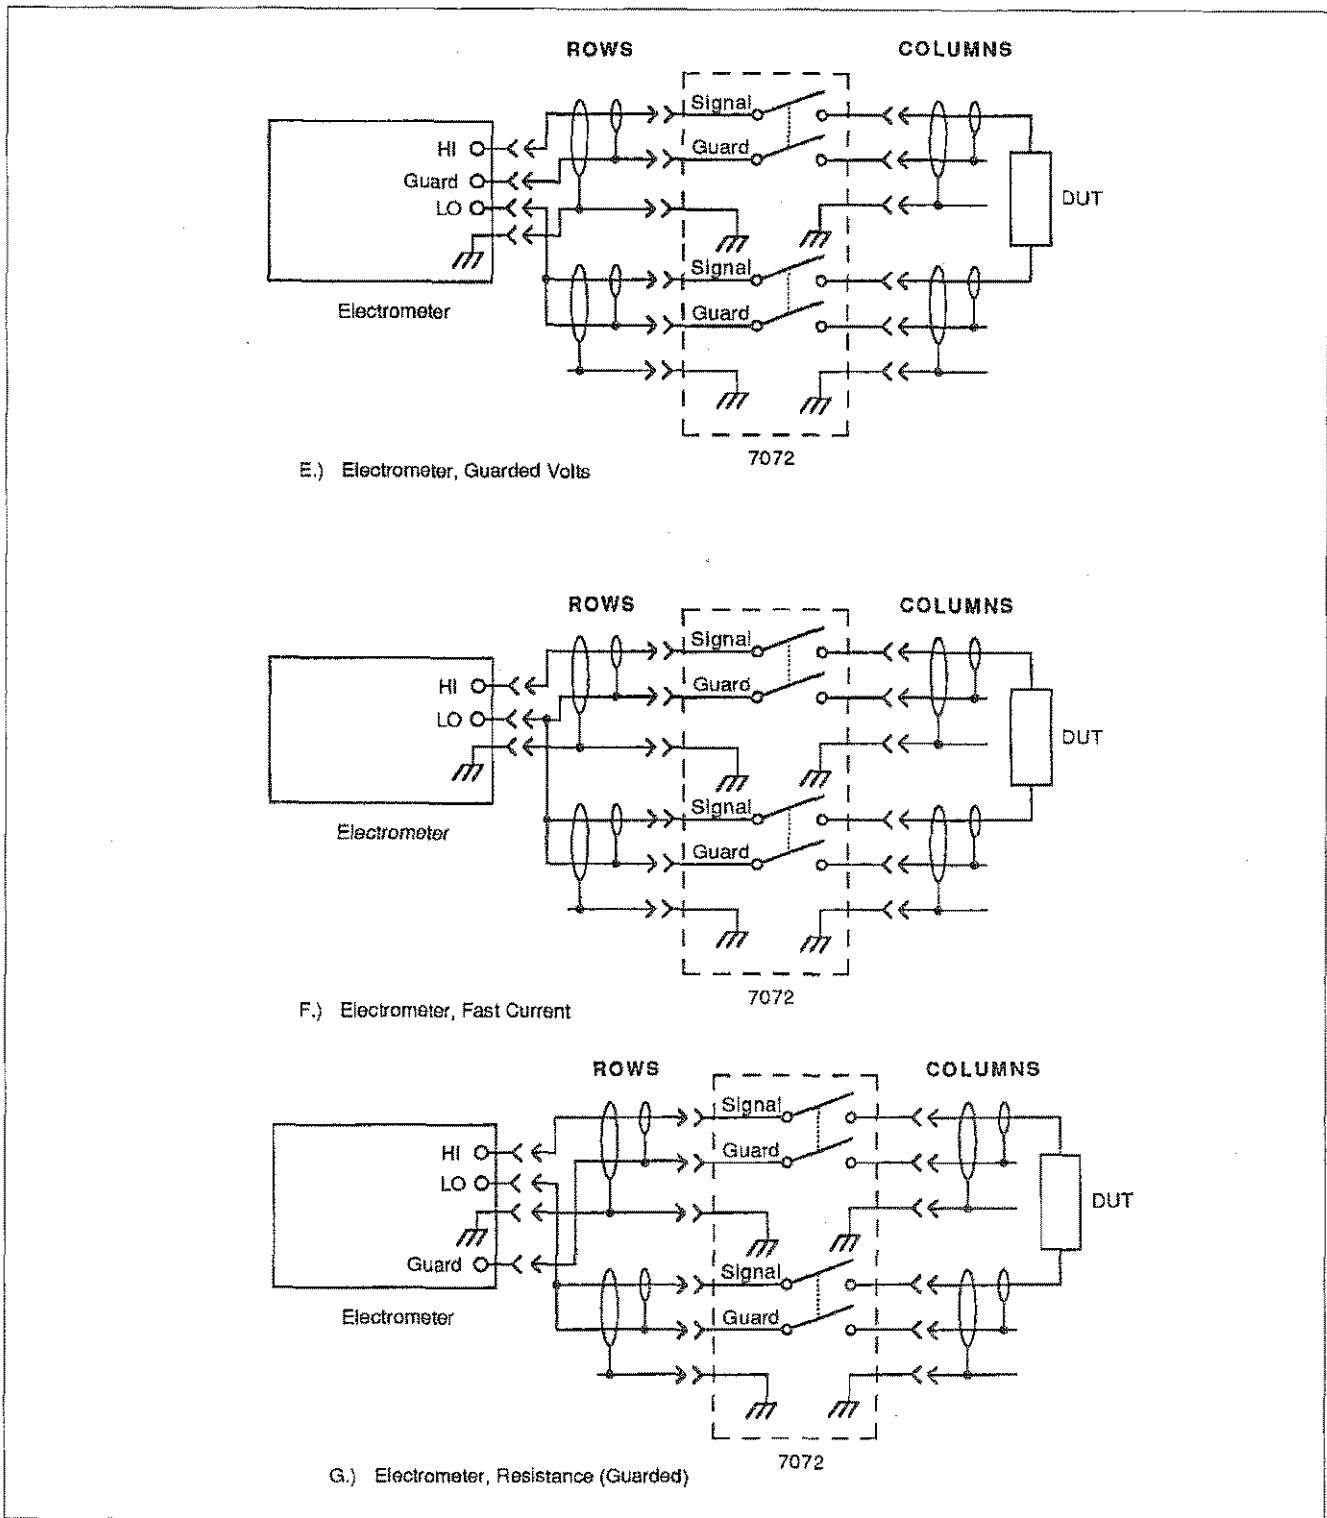 ROWS
COLUMNS
Signal
HI
Guard
Guard
LO
DUT
Signal
Electrometer
Guard
7072
E.) Electrometer, Guarded Volts
ROWS
COLUMNS
Signal
HI
Guard
LO
DUT
Signal
Electrometer
Guard
7072
F.) Electrometer, Fast Current
ROWS
COLUMNS
Signal
HI
Guard
LO
DUT
Guard
Signal
Electrometer
Guard
7072
G.) Electrometer, Resistance (Guarded)